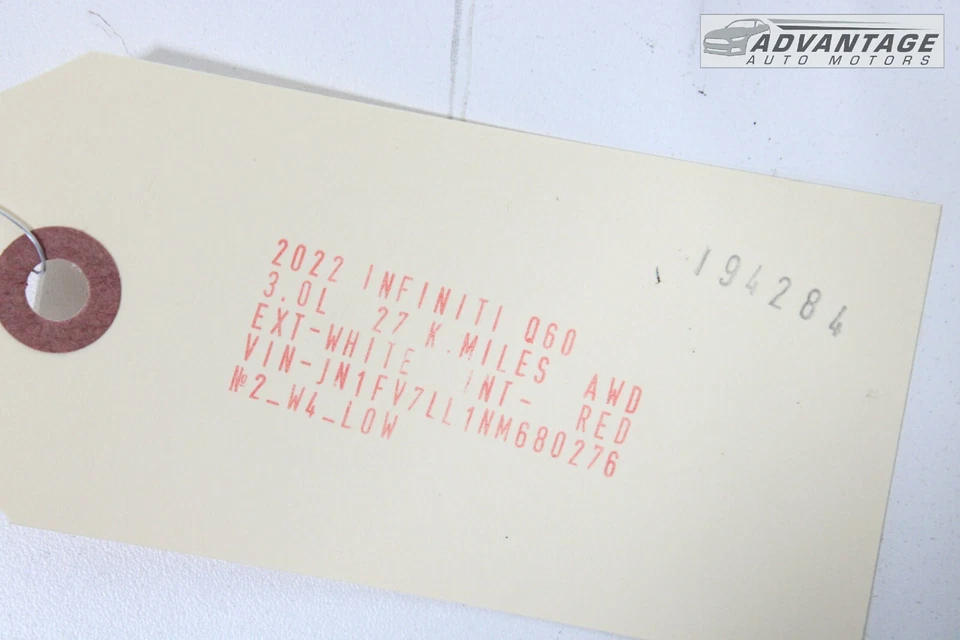 ADVANTAGE
AUTO MOTORS
194284
2022 INFINITI Q60
3.0L 27 K.MILES AWD
EXT-WHITE INT- RED
VIN-JN1FV7LL1NM680276
№2_W4_LOW